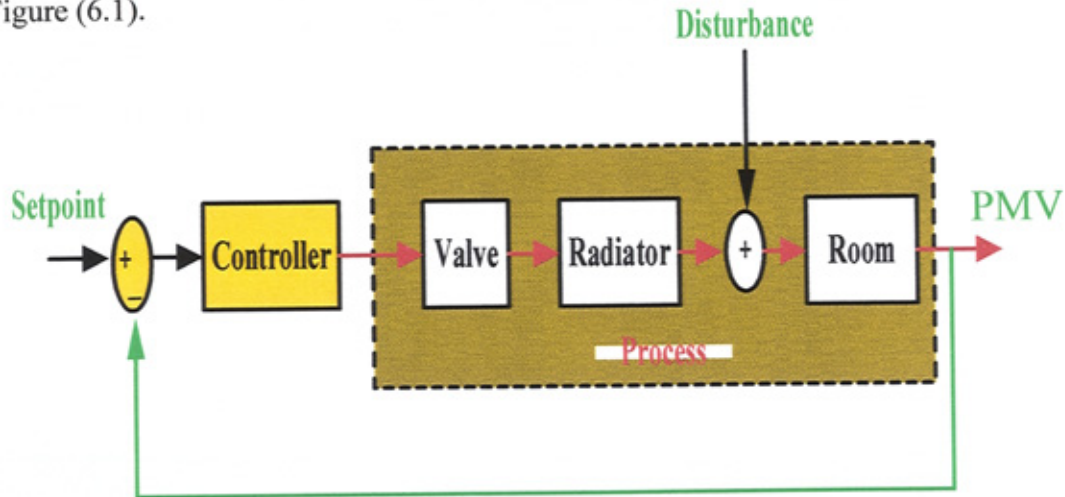 igure (6.1).
Disturbance
Setpoint
PMV
+
−
Controller
Valve
Radiator
+
Room
Process